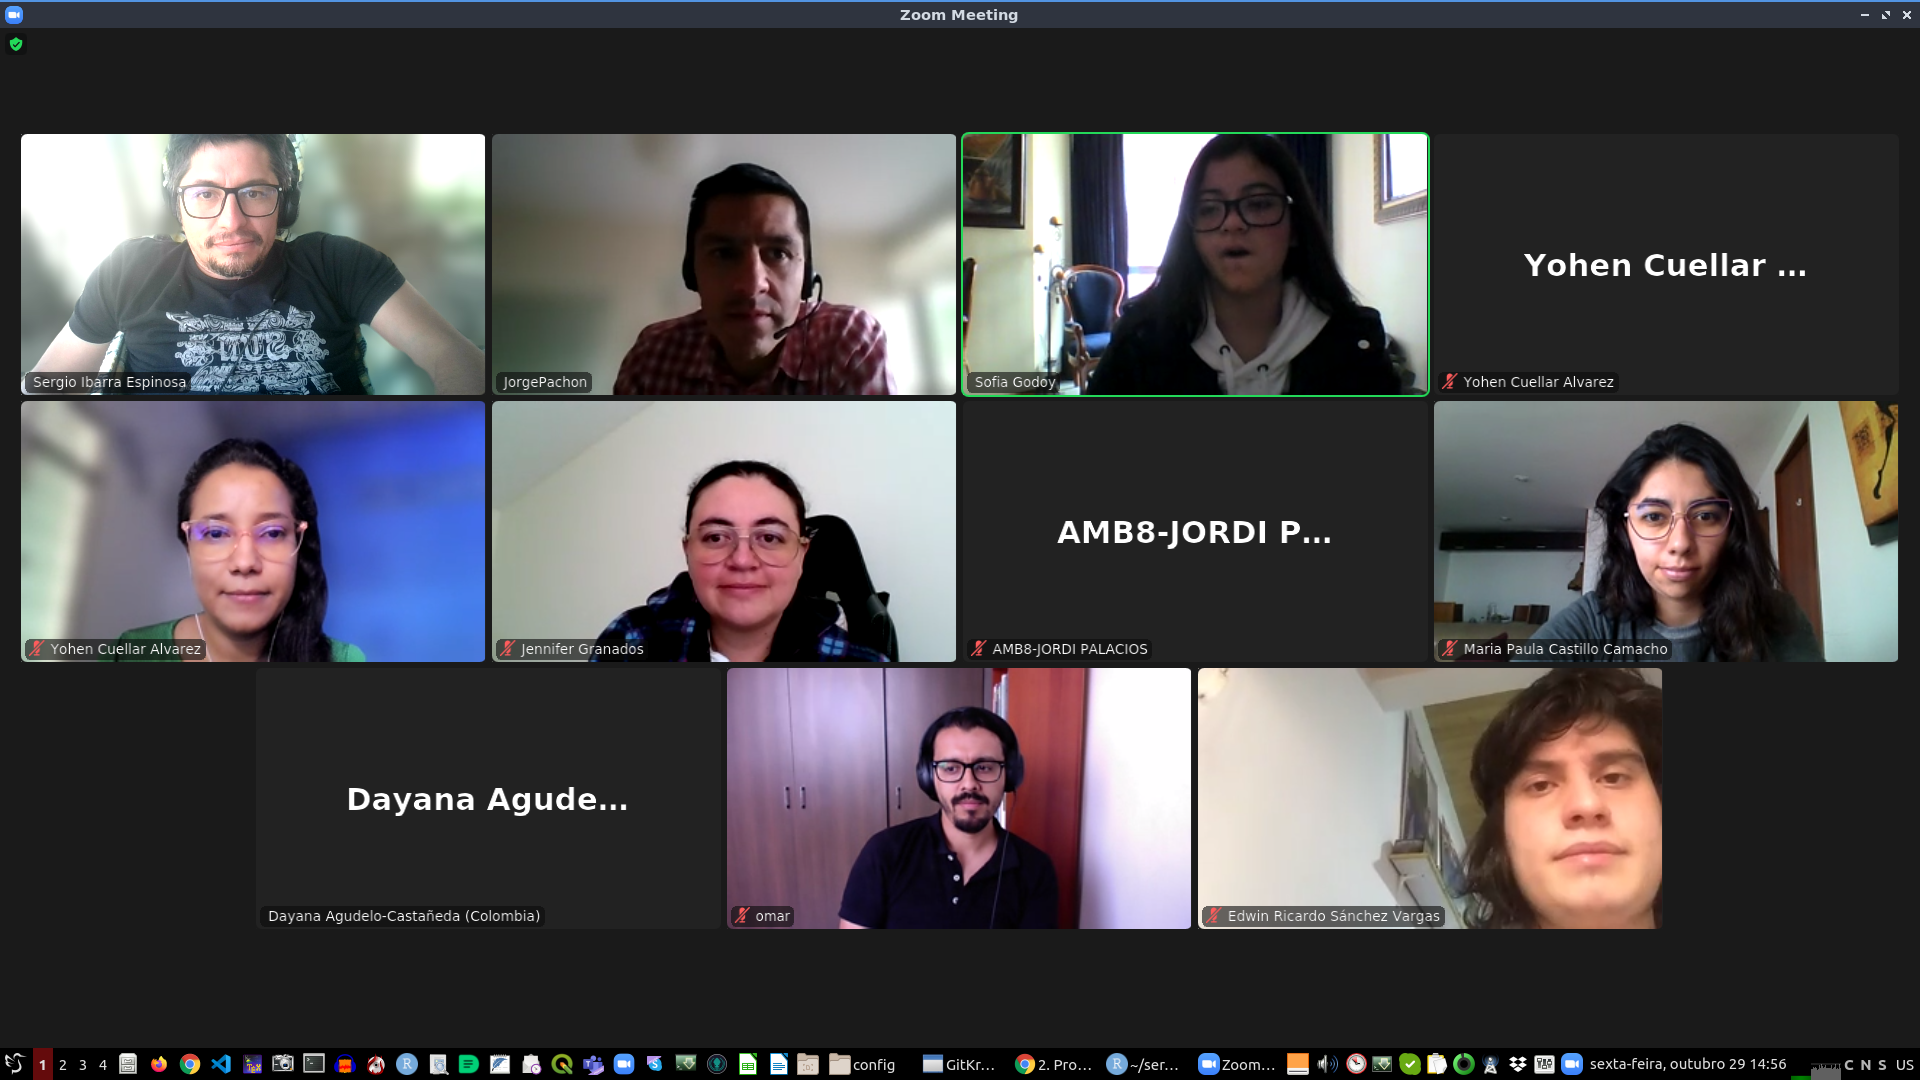 Zoom Meeting
Sergio Ibarra Espinosa
JorgePachon
Sofia Godoy
Yohen Cuellar ...
Yohen Cuellar Alvarez
Yohen Cuellar Alvarez
Jennifer Granados
AMB8-JORDI P...
AMB8-JORDI PALACIOS
Maria Paula Castillo Camacho
Dayana Agude...
Dayana Agudelo-Castañeda (Colombia)
omar
Edwin Ricardo Sánchez Vargas
1 2 3 4 config GitKr... 2. Pro... ~/ser... Zoom... sexta-feira, outubro 29 14:56 C N S US